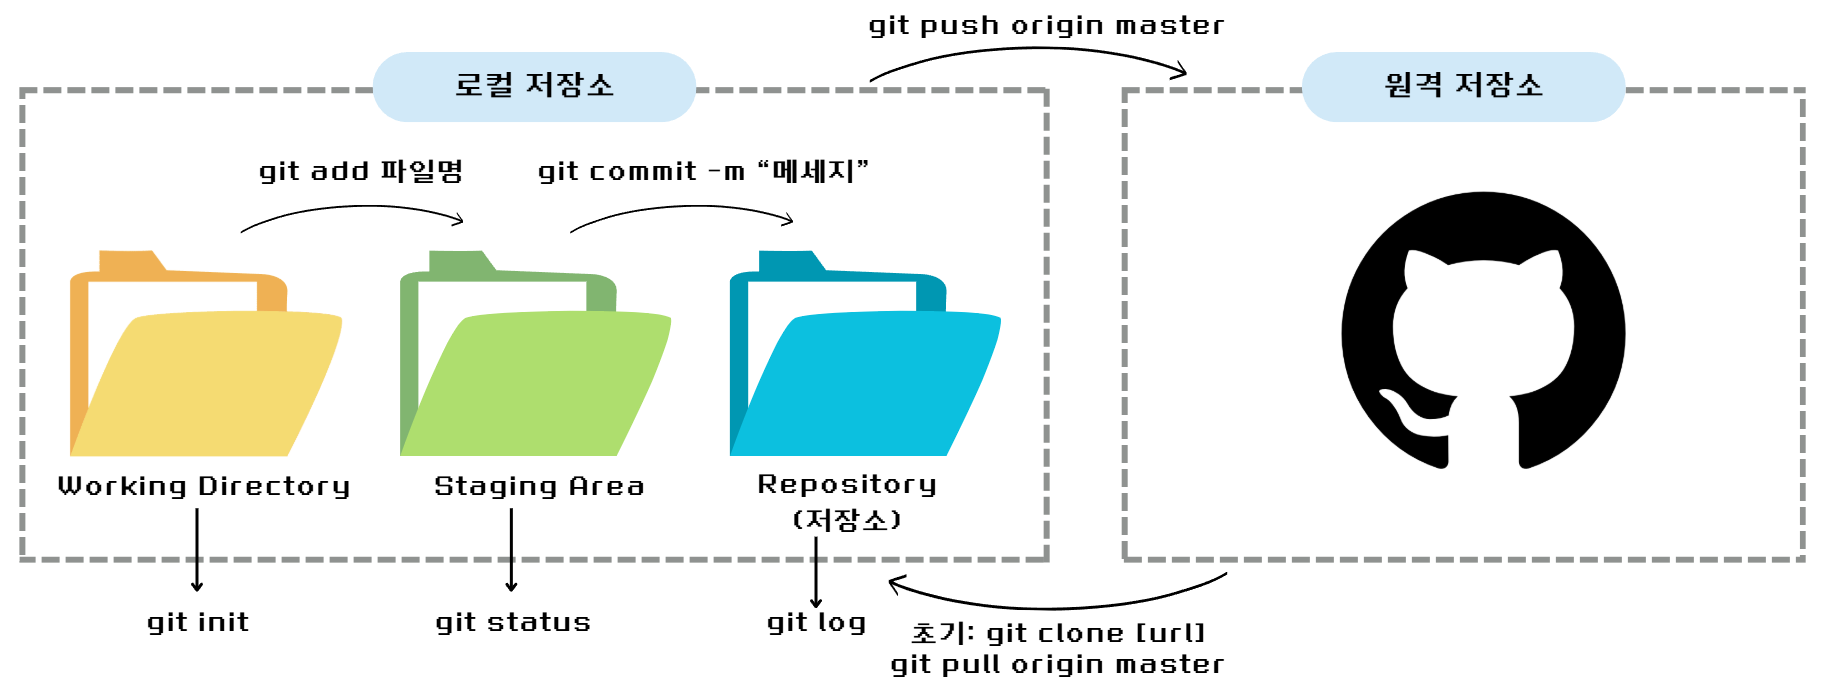 git push origin master
로컬 저장소
원격 저장소
git add 파일명
git commit -m “메세지”
Working Directory
Staging Area
Repository
(저장소)
git init
git status
git log
초기: git clone [url]
git pull origin master